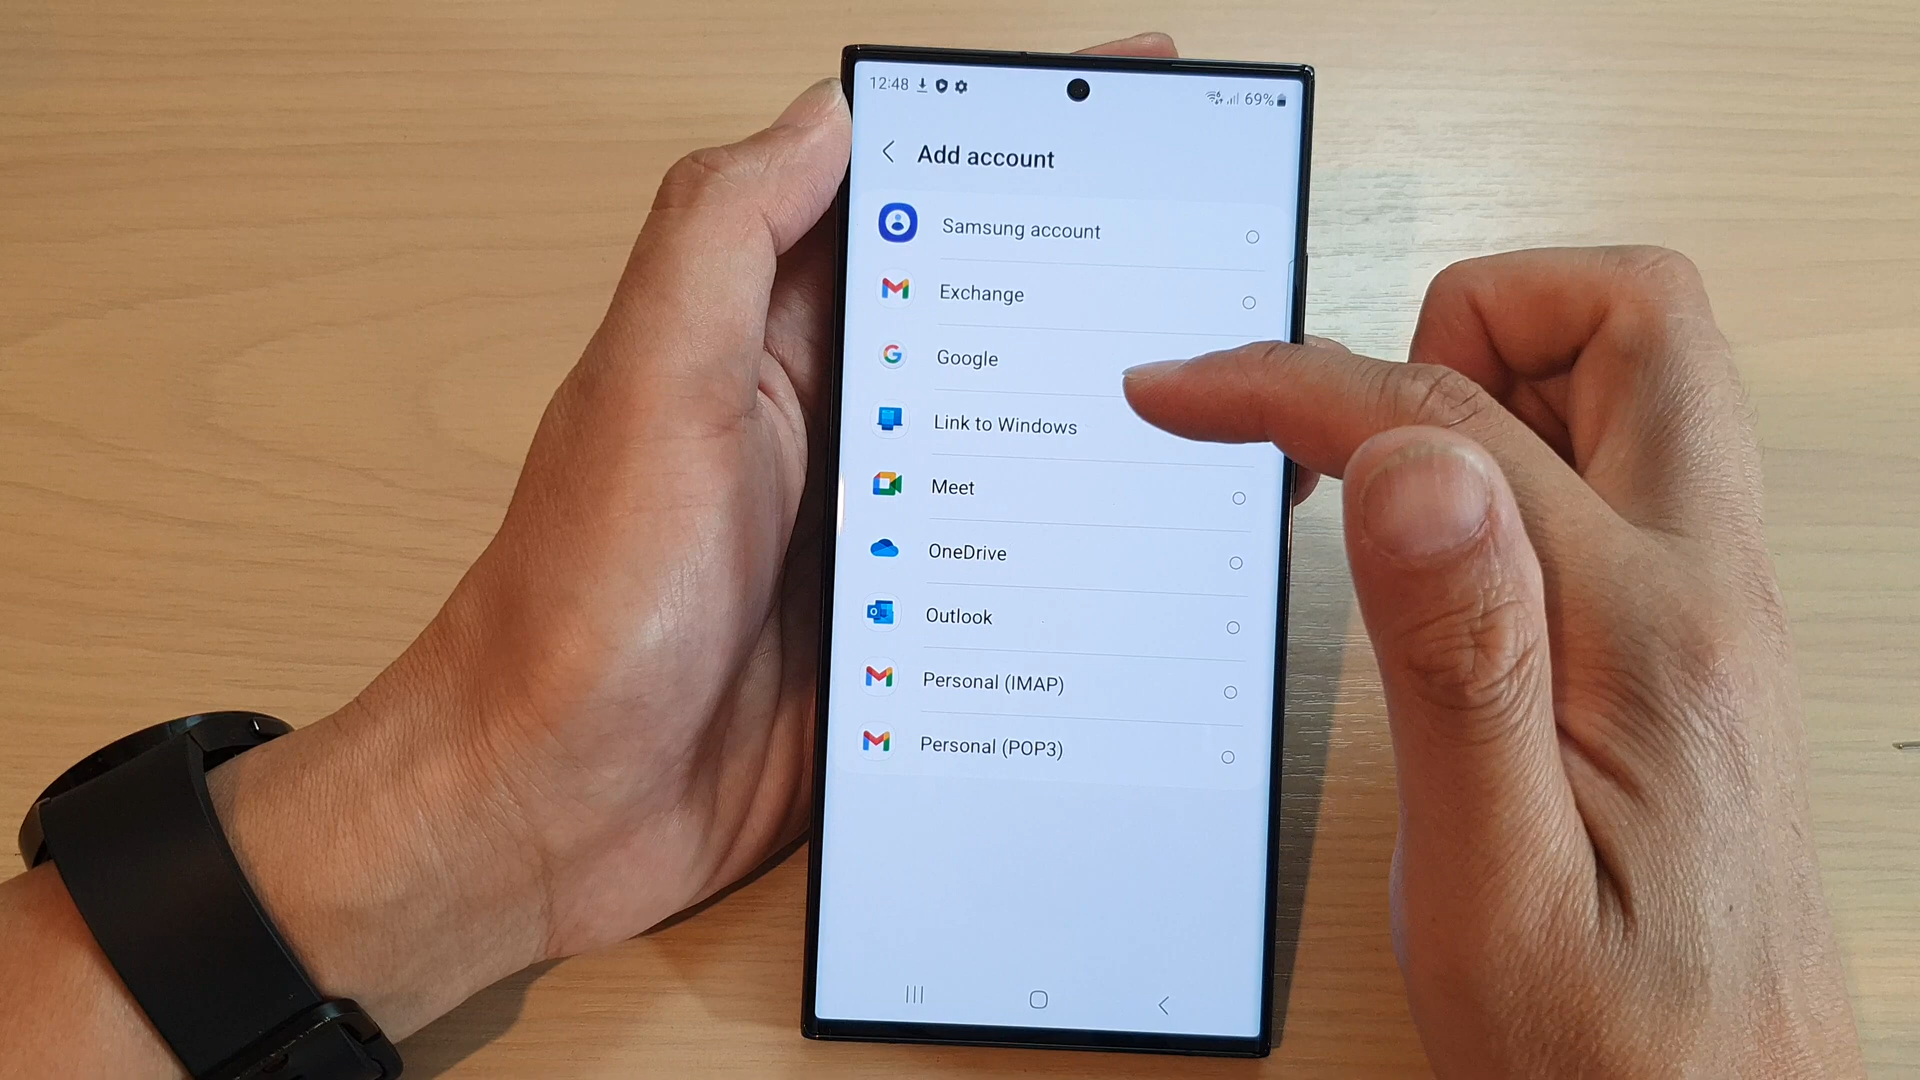 12:48 69%
Add account
Samsung account
Exchange
Google
Link to Windows
Meet
OneDrive
Outlook
Personal (IMAP)
Personal (POP3)